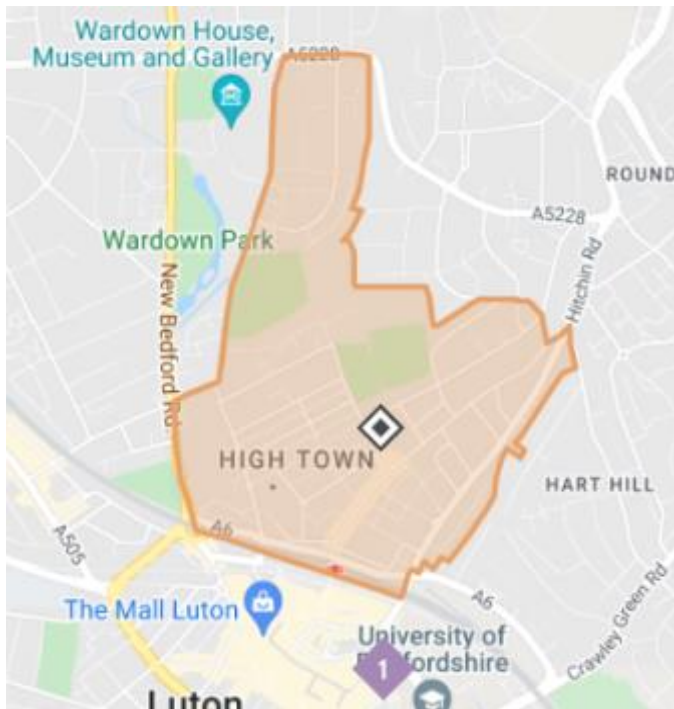 Wardown House,
Museum and Gallery
A5228
ROUND
A5228
Wardown Park
Hitchin Rd
New Bedford Rd
HIGH TOWN
HART HILL
A6
A505
A6
The Mall Luton
Crawley Green Rd
University of
1
Luton